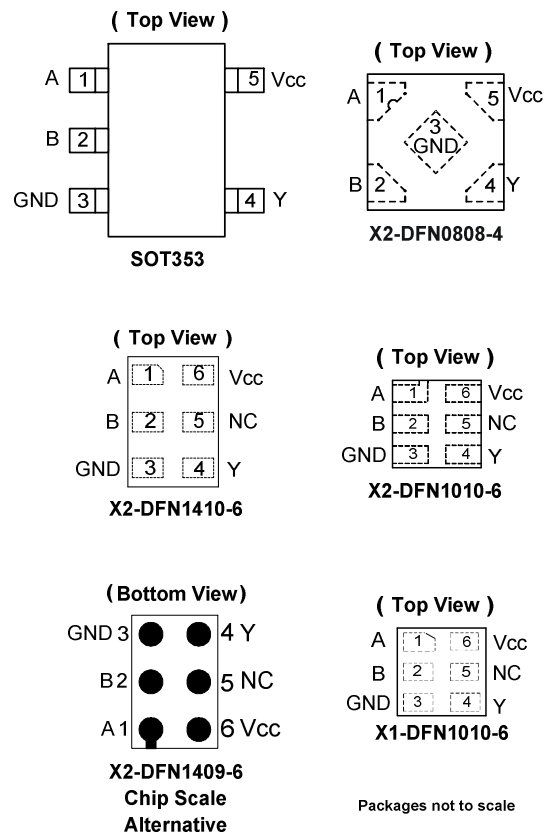 ( Top View )
A 1 5 Vcc
B 2
GND 3 4 Y
SOT353
( Top View )
A 1 5 Vcc
3
GND
B 2 4 Y
X2-DFN0808-4
( Top View )
A 1 6 Vcc
B 2 5 NC
GND 3 4 Y
X2-DFN1410-6
( Top View )
A 1 6 Vcc
B 2 5 NC
GND 3 4 Y
X2-DFN1010-6
(Bottom View)
GND 3 4 Y
B 2 5 NC
A 1 6 Vcc
X2-DFN1409-6
Chip Scale
Alternative
( Top View )
A 1 6 Vcc
B 2 5 NC
GND 3 4 Y
X1-DFN1010-6
Packages not to scale